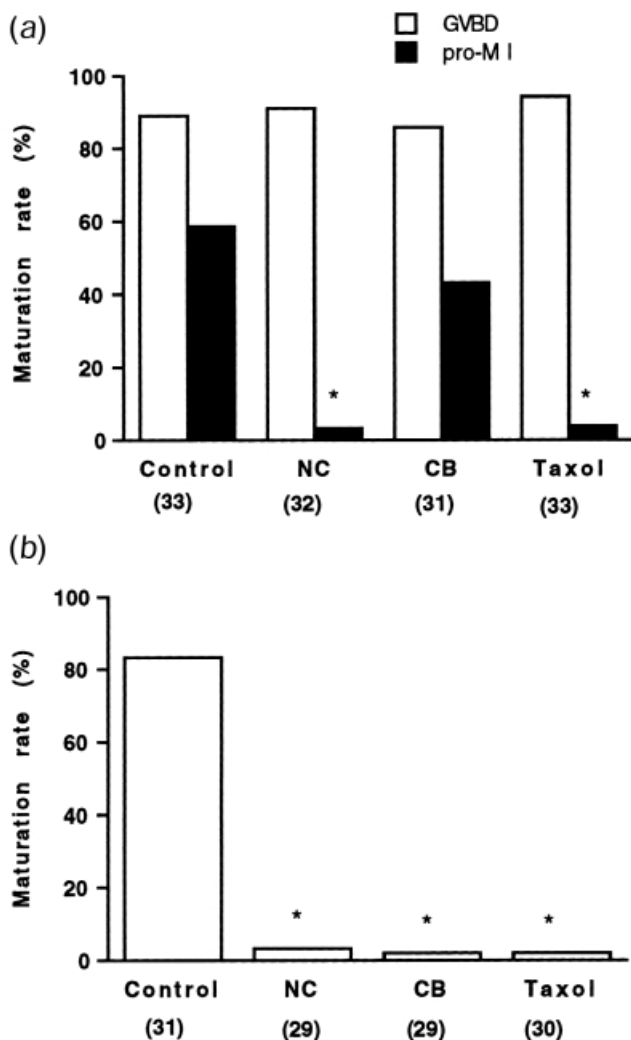 (a)
GVBD
pro-M I
Maturation rate (%)
100
80
60
40
20
0
* *
Control NC CB Taxol
(33) (32) (31) (33)
(b)
Maturation rate (%)
100
80
60
40
20
0
* * *
Control NC CB Taxol
(31) (29) (29) (30)